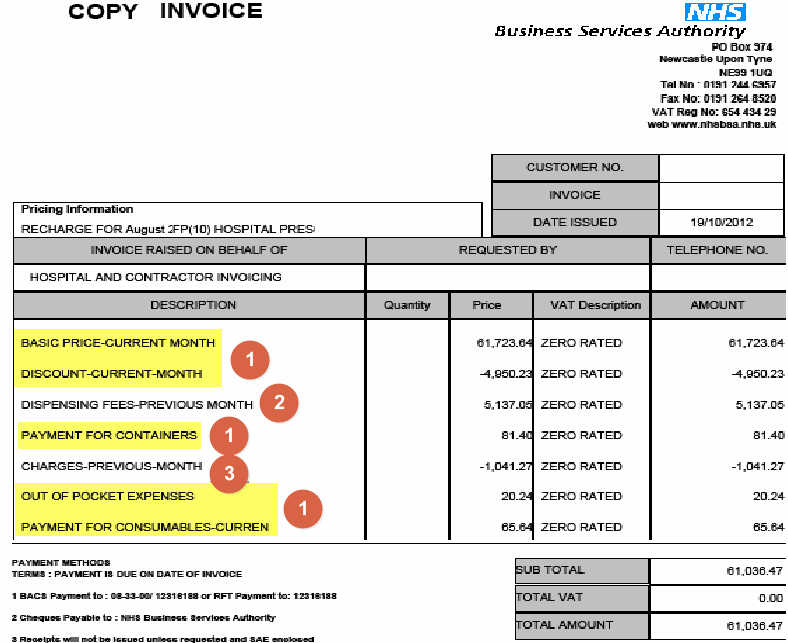 COPY INVOICE
NHS
Business Services Authority
PO Box 974
Newcastle Upon Tyne
NE99 1UQ
Tel No : 0191 244 6957
Fax No: 0191 264 8520
VAT Reg No: 654 434 29
web www.nhsbsa.nhs.uk
CUSTOMER NO.
INVOICE
DATE ISSUED 19/10/2012
Pricing Information
RECHARGE FOR August 2FP(10) HOSPITAL PRES
INVOICE RAISED ON BEHALF OF REQUESTED BY TELEPHONE NO.
HOSPITAL AND CONTRACTOR INVOICING
DESCRIPTION Quantity Price VAT Description AMOUNT
BASIC PRICE-CURRENT MONTH 61,723.64 ZERO RATED 61,723.64
1
DISCOUNT-CURRENT-MONTH -4,950.23 ZERO RATED -4,950.23
DISPENSING FEES-PREVIOUS MONTH 2 5,137.05 ZERO RATED 5,137.05
PAYMENT FOR CONTAINERS 1 81.40 ZERO RATED 81.40
CHARGES-PREVIOUS-MONTH 3 -1,041.27 ZERO RATED -1,041.27
OUT OF POCKET EXPENSES 20.24 ZERO RATED 20.24
1
PAYMENT FOR CONSUMABLES-CURREN 65.64 ZERO RATED 65.64
PAYMENT METHODS
TERMS : PAYMENT IS DUE ON DATE OF INVOICE
1 BACS Payment to : 08-33-00/ 12316188 or RFT Payment to: 12316188
2 Cheques Payable to : NHS Business Services Authority
3 Receipts will not be issued unless requested and SAE enclosed
SUB TOTAL 61,036.47
TOTAL VAT 0.00
TOTAL AMOUNT 61,036.47